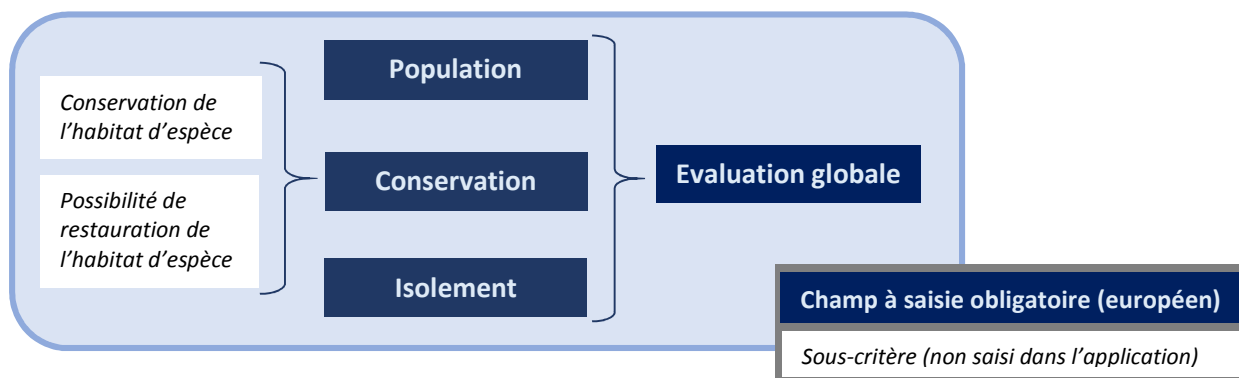 Conservation de
l’habitat d’espèce
Possibilité de
restauration de
l’habitat d’espèce
Population
Conservation
Isolement
Evaluation globale
Champ à saisie obligatoire (européen)
Sous-critère (non saisi dans l’application)